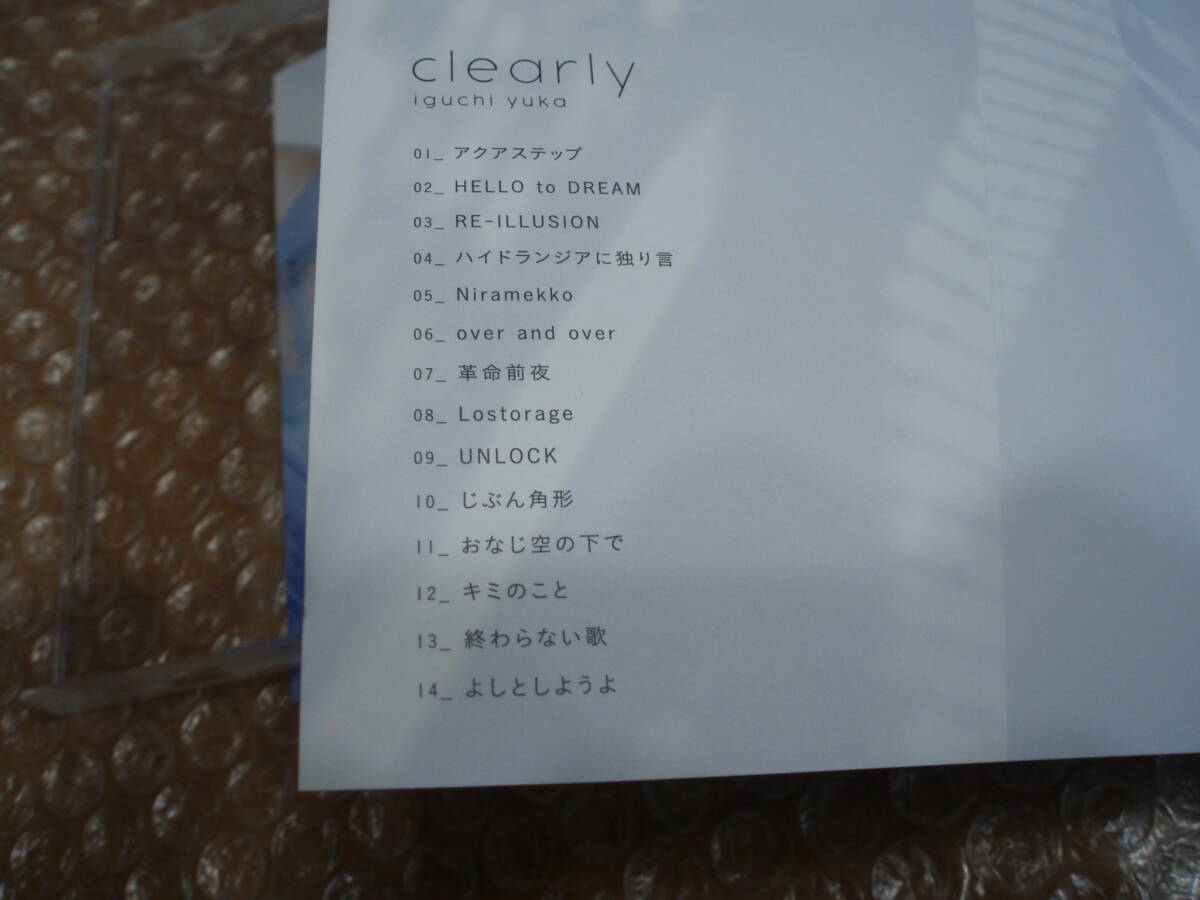 clearly
iguchi yuka
01_ アクアステップ
02_ HELLO to DREAM
03_ RE-ILLUSION
04_ ハイドランジアに独り言
05_ Niramekko
06_ over and over
07_ 革命前夜
08_ Lostorage
09_ UNLOCK
10_ じぶん角形
11_ おなじ空の下で
12_ キミのこと
13_ 終わらない歌
14_ よしとしようよ